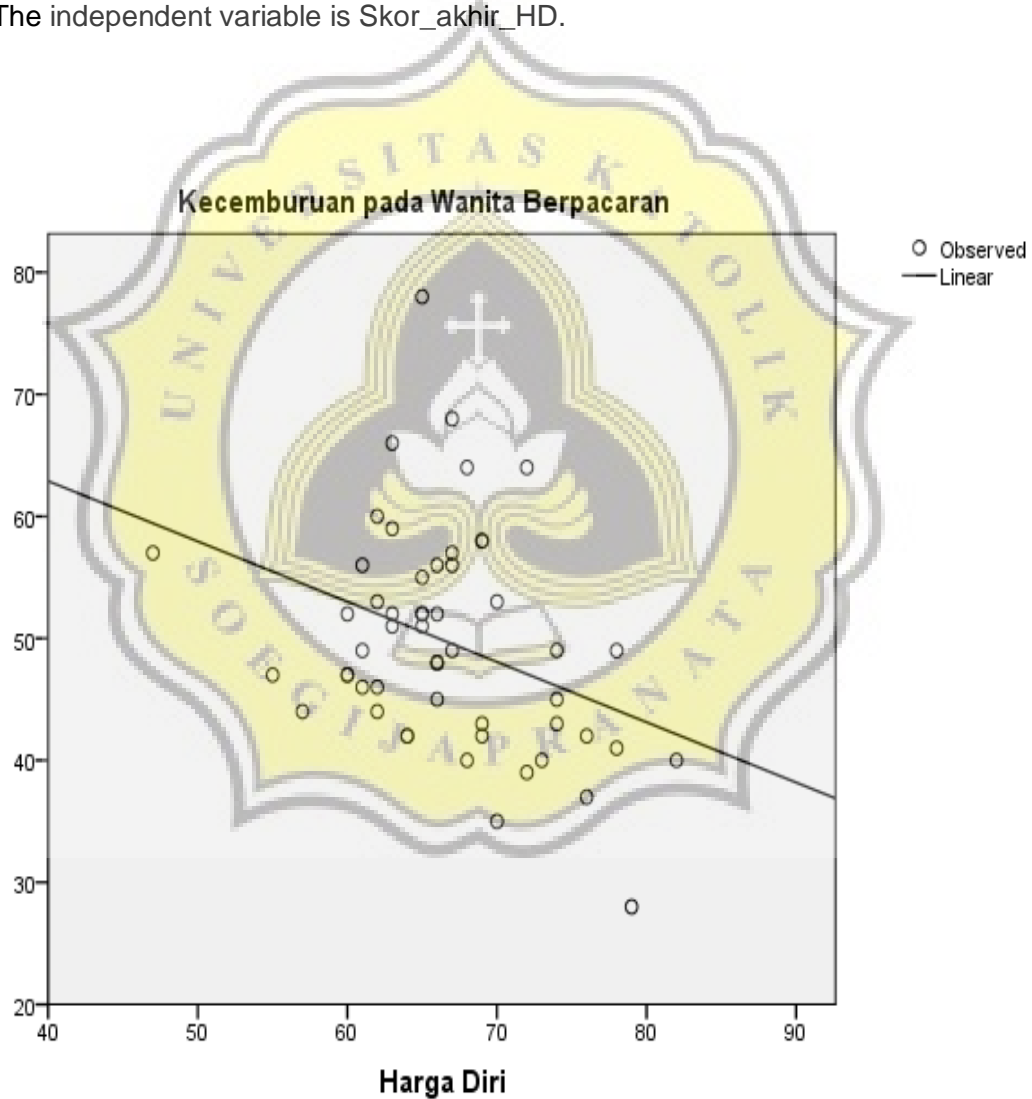 The independent variable is Skor_akhir_HD.
UNIVERSITAS KATOLIK
Kecemburuan pada Wanita Berpacaran
Observed
Linear
80
70
60
50
40
30
20
SOEGIJAPRANATA
40
50
60
70
80
90
Harga Diri